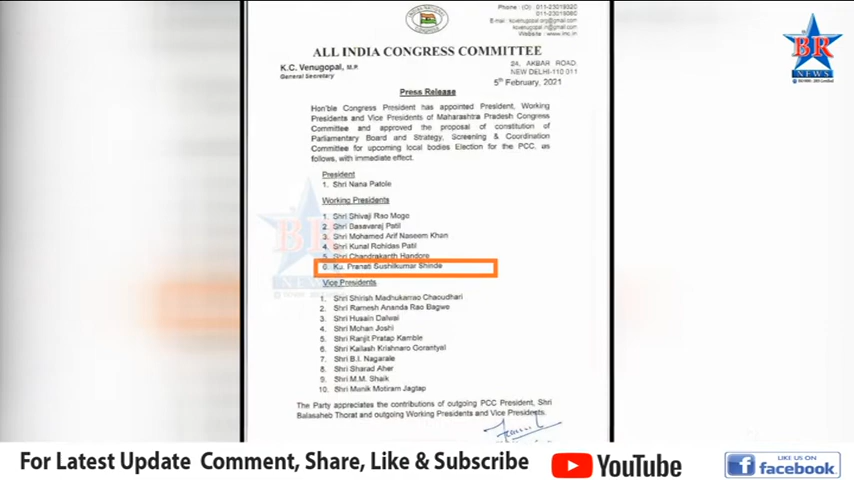 Phone : (O) : 011-23019320
011-23019080
E-mail : kcvenugopal.org@gmail.com
kcvenugopal.in@gmail.com
Website : www.inc.in
ALL INDIA CONGRESS COMMITTEE
K.C. Venugopal, M.P.
General Secretary
24, AKBAR ROAD,
NEW DELHI-110 011
5th February, 2021
Press Release
Hon'ble Congress President has appointed President, Working
Presidents and Vice Presidents of Maharashtra Pradesh Congress
Committee and approved the proposal of constitution of
Parliamentary Board and Strategy, Screening & Coordination
Committee for upcoming local bodies Election for the PCC, as
follows, with immediate effect.
President
1. Shri Nana Patole
Working Presidents
1. Shri Shivaji Rao Moge
2. Shri Basavaraj Patil
3. Shri Mohamed Arif Naseem Khan
4. Shri Kunal Rohidas Patil
5. Shri Chandrakanth Handore
6. Ku. Pranati Sushilkumar Shinde
Vice Presidents
1. Shri Shirish Madhukarrao Chaoudhari
2. Shri Ramesh Ananda Rao Bagwe
3. Shri Husain Dalwai
4. Shri Mohan Joshi
5. Shri Ranjit Pratap Kamble
6. Shri Kailash Krishnaro Gorantyal
7. Shri B.I. Nagarale
8. Shri Sharad Aher
9. Shri M.M. Shaik
10. Shri Manik Motiram Jagtap
The Party appreciates the contributions of outgoing PCC President, Shri
Balasaheb Thorat and outgoing Working Presidents and Vice Presidents.
BR
NEWS
BR
NEWS
For Latest Update Comment, Share, Like & Subscribe
YouTube
LIKE US ON
facebook